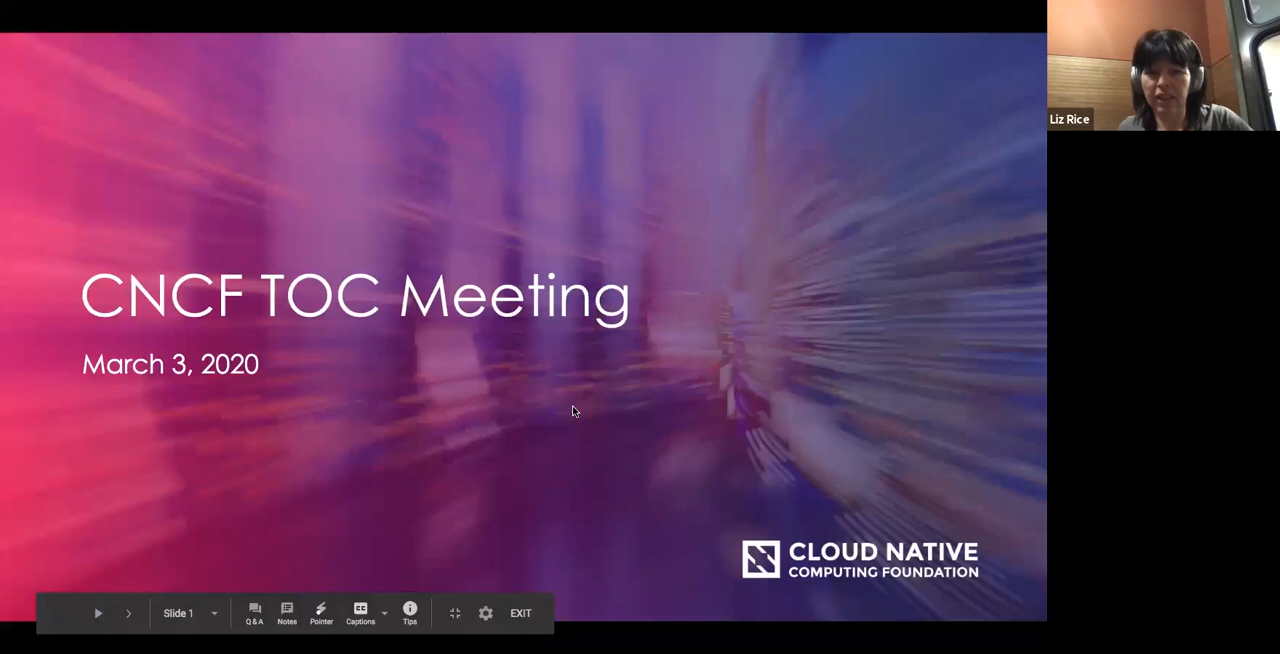 Liz Rice
CNCF TOC Meeting
March 3, 2020
CLOUD NATIVE
COMPUTING FOUNDATION
Slide 1
Q & A
Notes
Pointer
CC
Captions
Tips
EXIT